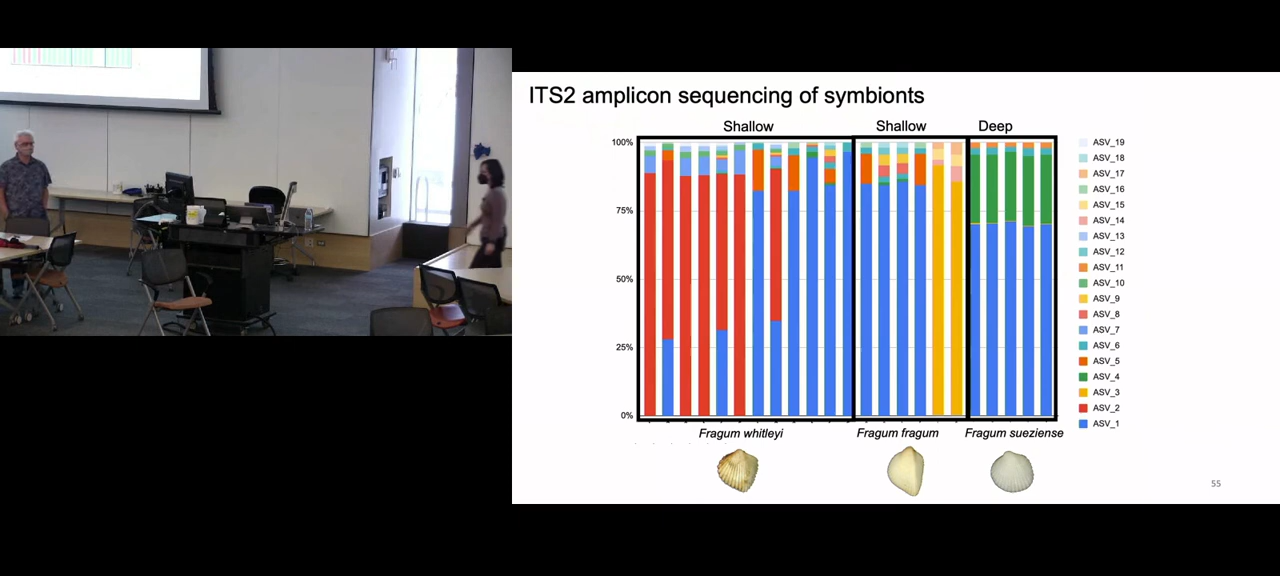 ITS2 amplicon sequencing of symbionts
Shallow
Shallow
Deep
100%
75%
50%
25%
0%
ASV_19
ASV_18
ASV_17
ASV_16
ASV_15
ASV_14
ASV_13
ASV_12
ASV_11
ASV_10
ASV_9
ASV_8
ASV_7
ASV_6
ASV_5
ASV_4
ASV_3
ASV_2
ASV_1
Fragum whitleyi
Fragum fragum
Fragum sueziense
55